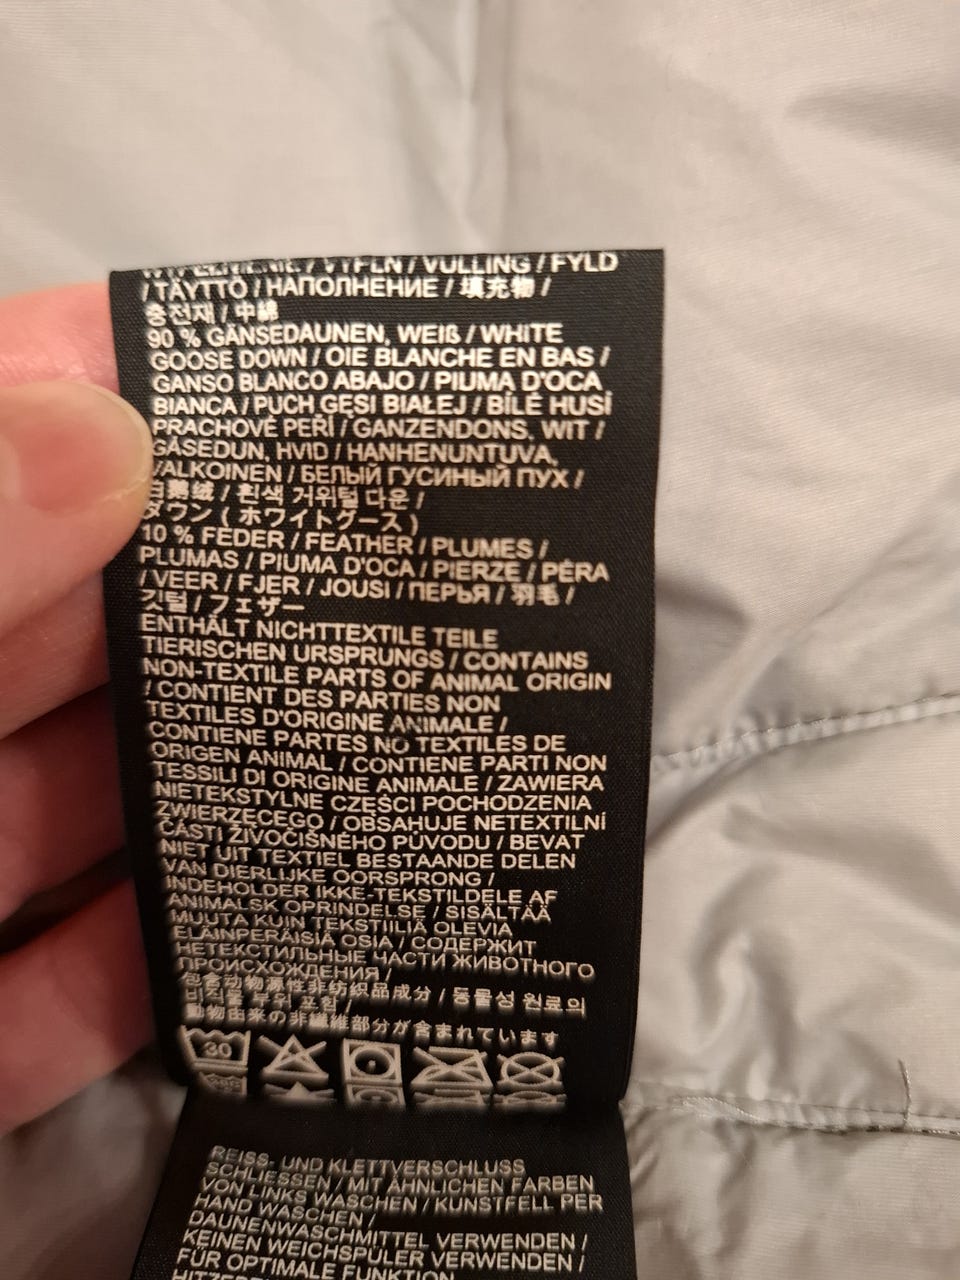 / VYPLN / VULLING / FYLD
/ TÄYTTÖ / НАПОЛНЕНИЕ / 填充物 /
충전재 / 中綿
90 % GÄNSEDAUNEN, WEIß / WHITE
GOOSE DOWN / OIE BLANCHE EN BAS /
GANSO BLANCO ABAJO / PIUMA D'OCA
BIANCA / PUCH GĘSI BIAŁEJ / BÍLÉ HUSÍ
PRACHOVÉ PEŘÍ / GANZENDONS, WIT /
GÅSEDUN, HVID / HANHENUNTUVA,
VALKOINEN / БЕЛЫЙ ГУСИНЫЙ ПУХ /
白鹅绒 / 흰색 거위털 다운 /
ダウン ( ホワイトグース )
10 % FEDER / FEATHER / PLUMES /
PLUMAS / PIUMA D'OCA / PIERZE / PÉRA
/ VEER / FJER / JOUSI / ПЕРЬЯ / 羽毛 /
깃털 / フェザー
ENTHÄLT NICHTTEXTILE TEILE
TIERISCHEN URSPRUNGS / CONTAINS
NON-TEXTILE PARTS OF ANIMAL ORIGIN
/ CONTIENT DES PARTIES NON
TEXTILES D'ORIGINE ANIMALE /
CONTIENE PARTES NO TEXTILES DE
ORIGEN ANIMAL / CONTIENE PARTI NON
TESSILI DI ORIGINE ANIMALE / ZAWIERA
NIETEKSTYLNE CZĘŚCI POCHODZENIA
ZWIERZĘCEGO / OBSAHUJE NETEXTILNÍ
ČÁSTI ŽIVOČIŠNÉHO PŮVODU / BEVAT
NIET UIT TEXTIEL BESTAANDE DELEN
VAN DIERLIJKE OORSPRONG /
INDEHOLDER IKKE-TEKSTILDELE AF
ANIMALSK OPRINDELSE / SISÄLTÄÄ
MUUTA KUIN TEKSTIILIÄ OLEVIA
ELÄINPERÄISIÄ OSIA / СОДЕРЖИТ
НЕТЕКСТИЛЬНЫЕ ЧАСТИ ЖИВОТНОГО
ПРОИСХОЖДЕНИЯ /
包含动物源性非纺织品成分 / 동물성 원료의
비직물 부위 포함 /
動物由来の非繊維部分が含まれています
30
REISS- UND KLETTVERSCHLUSS
SCHLIESSEN / MIT ÄHNLICHEN FARBEN
VON LINKS WASCHEN / KUNSTFELL PER
HAND WASCHEN /
DAUNENWASCHMITTEL VERWENDEN /
KEINEN WEICHSPÜLER VERWENDEN /
FÜR OPTIMALE FUNKTION